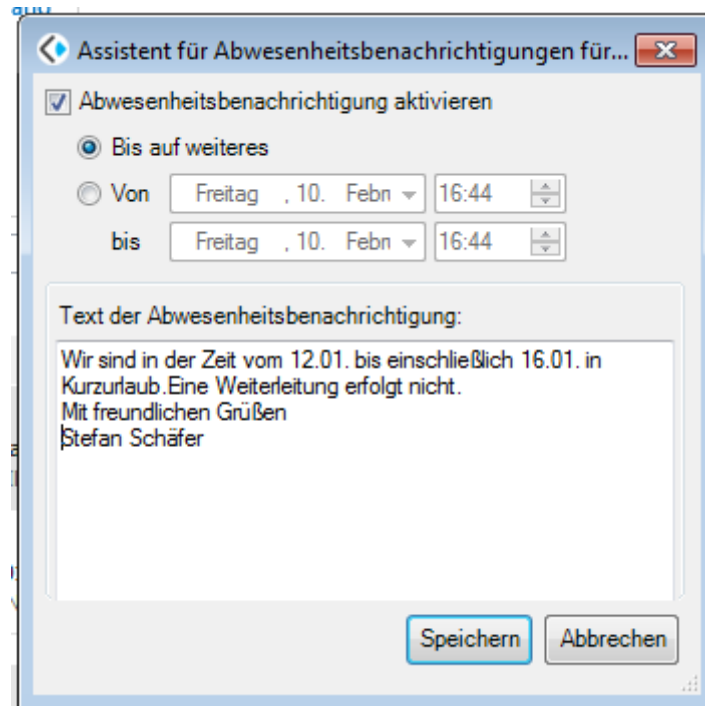 Assistent für Abwesenheitsbenachrichtigungen für...
Abwesenheitsbenachrichtigung aktivieren
Bis auf weiteres
Von Freitag , 10. Febr 16:44
bis Freitag , 10. Febr 16:44
Text der Abwesenheitsbenachrichtigung:
Wir sind in der Zeit vom 12.01. bis einschließlich 16.01. in
Kurzurlaub.Eine Weiterleitung erfolgt nicht.
Mit freundlichen Grüßen
Stefan Schäfer
Speichern Abbrechen